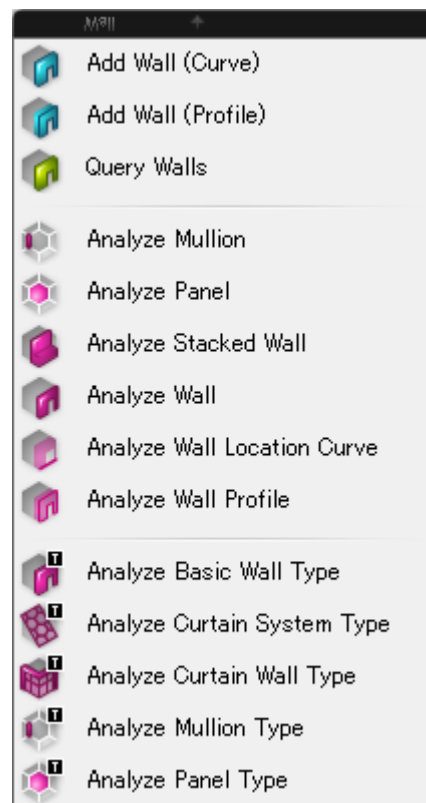 Wall
Add Wall (Curve)
Add Wall (Profile)
Query Walls
Analyze Mullion
Analyze Panel
Analyze Stacked Wall
Analyze Wall
Analyze Wall Location Curve
Analyze Wall Profile
T
Analyze Basic Wall Type
T
Analyze Curtain System Type
T
Analyze Curtain Wall Type
T
Analyze Mullion Type
T
Analyze Panel Type